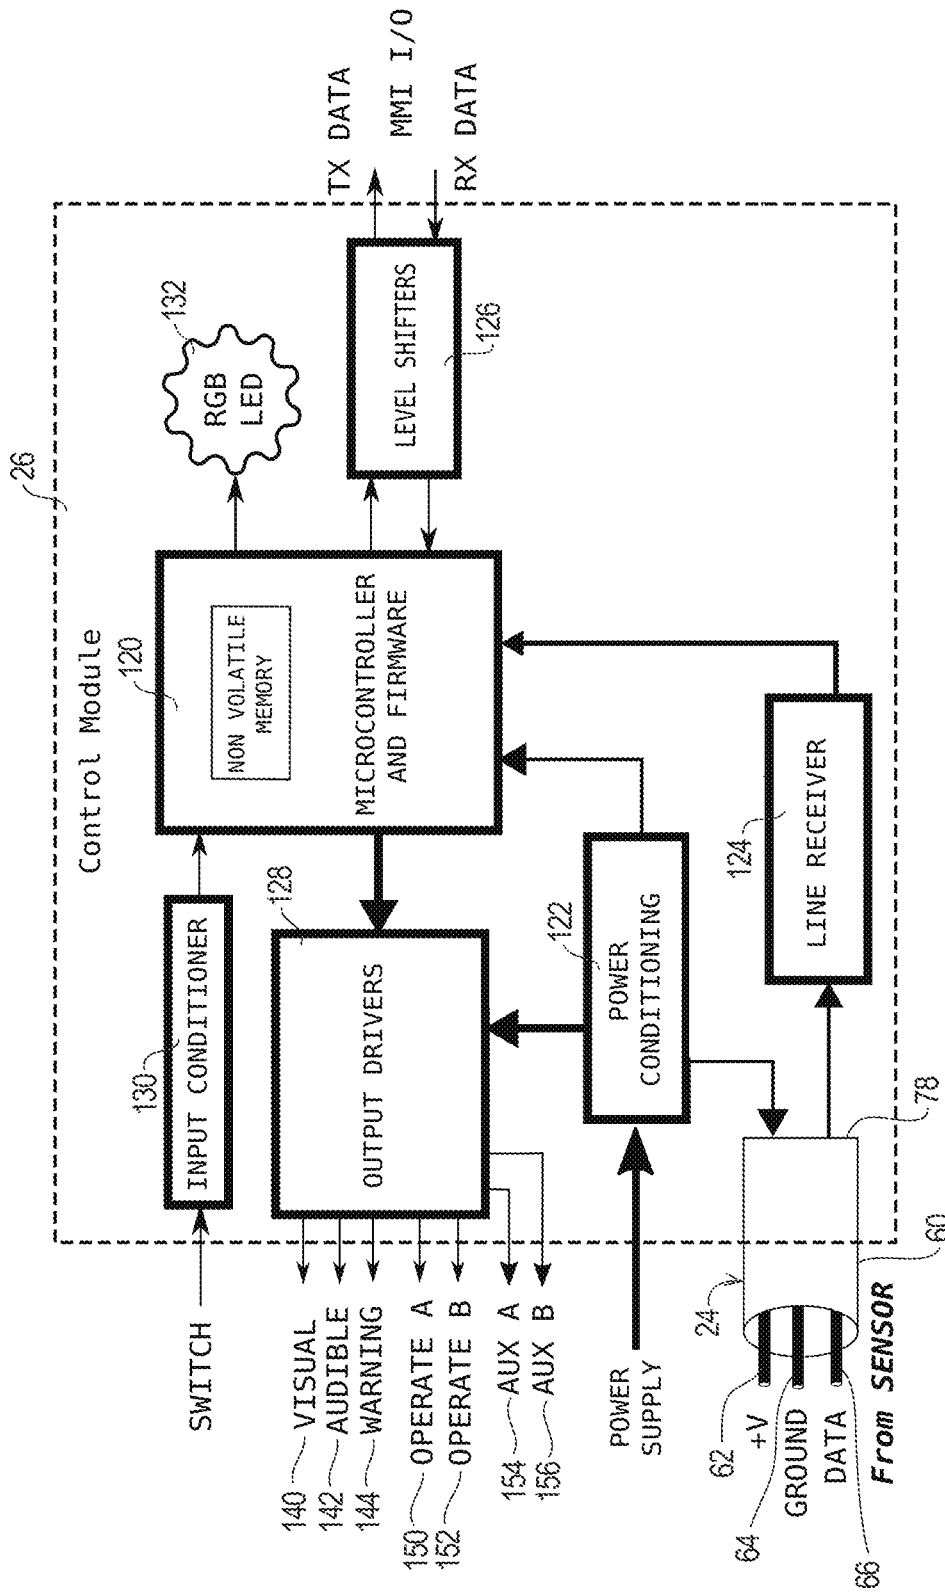 26
Control Module
SWITCH
130
INPUT CONDITIONER
120
NON VOLATILE
MEMORY
MICROCONTROLLER
AND FIRMWARE
132
RGB
LED
TX DATA
MMI I/O
RX DATA
LEVEL SHIFTERS
126
128
OUTPUT DRIVERS
140
VISUAL
142
AUDIBLE
144
WARNING
150
OPERATE A
152
OPERATE B
154
AUX A
156
AUX B
POWER
SUPPLY
122
POWER
CONDITIONING
124
LINE RECEIVER
24
78
60
62
+V
64
GROUND
66
DATA
From SENSOR